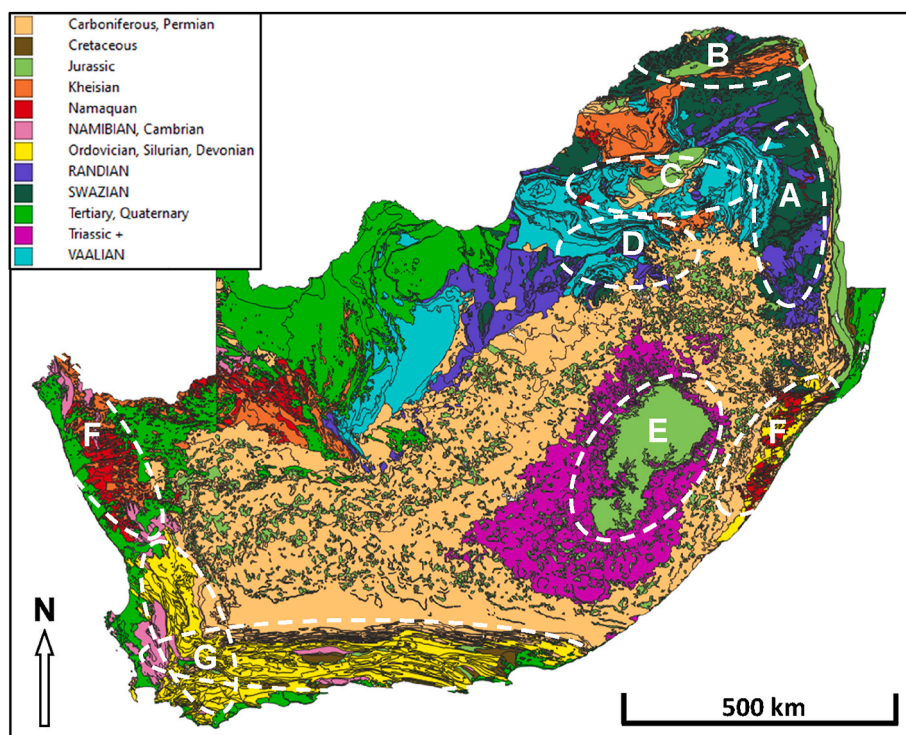 Carboniferous, Permian
Cretaceous
Jurassic
Kheisian
Namaquan
NAMIBIAN, Cambrian
Ordovician, Silurian, Devonian
RANDIAN
SWAZIAN
Tertiary, Quaternary
Triassic +
VAALIAN
B
A
C
D
E
F
F
G
N
500 km